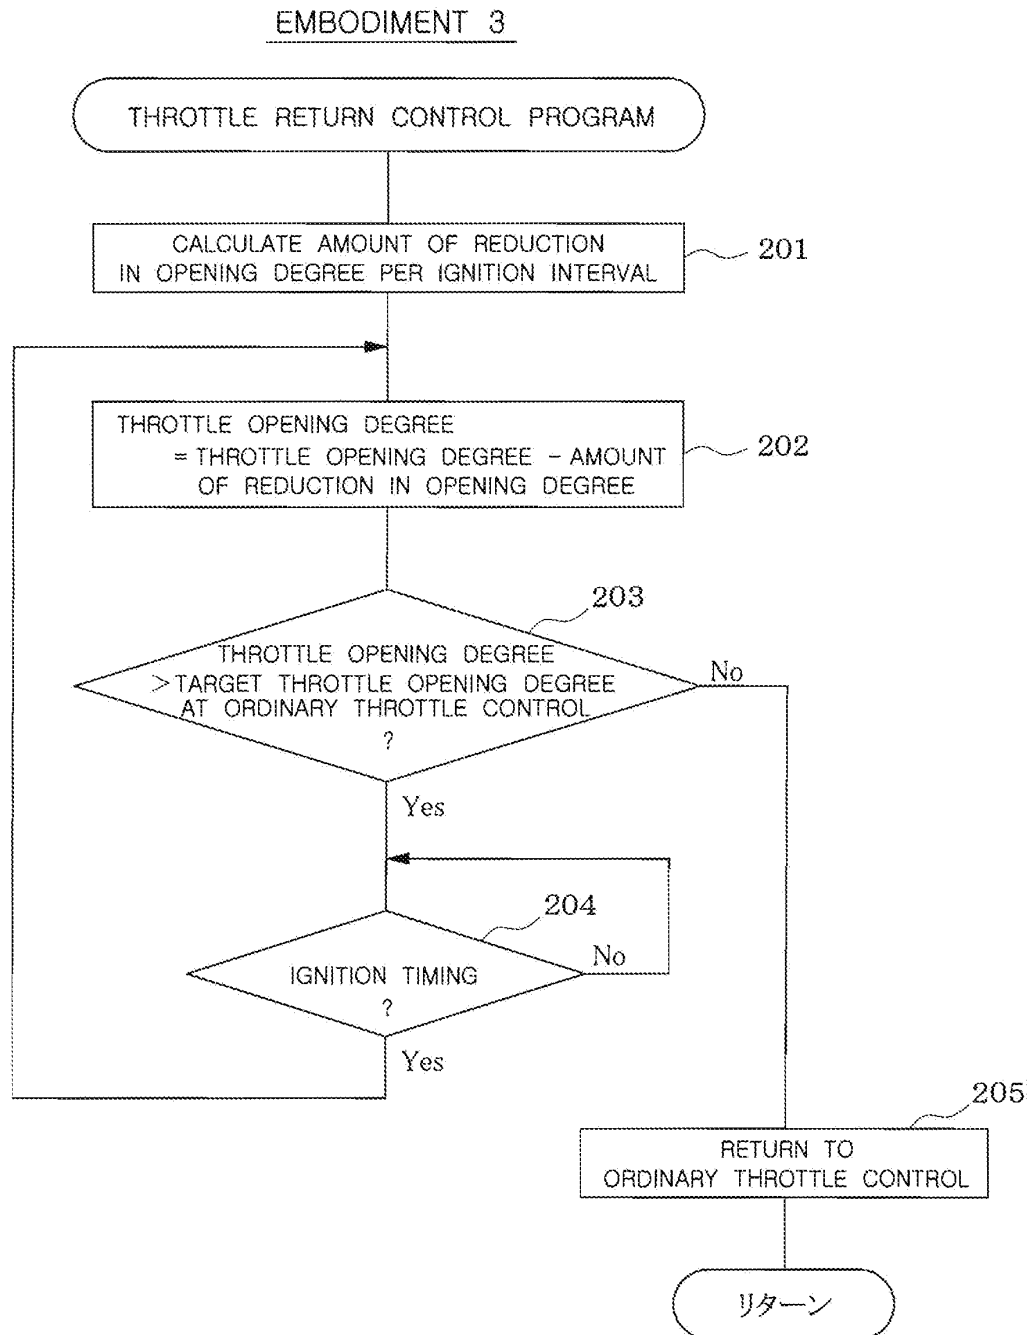 EMBODIMENT 3
THROTTLE RETURN CONTROL PROGRAM
CALCULATE AMOUNT OF REDUCTION
IN OPENING DEGREE PER IGNITION INTERVAL
201
THROTTLE OPENING DEGREE
= THROTTLE OPENING DEGREE - AMOUNT
OF REDUCTION IN OPENING DEGREE
202
203
THROTTLE OPENING DEGREE
>TARGET THROTTLE OPENING DEGREE
AT ORDINARY THROTTLE CONTROL
?
No
Yes
204
IGNITION TIMING
?
No
Yes
205
RETURN TO
ORDINARY THROTTLE CONTROL
リターン